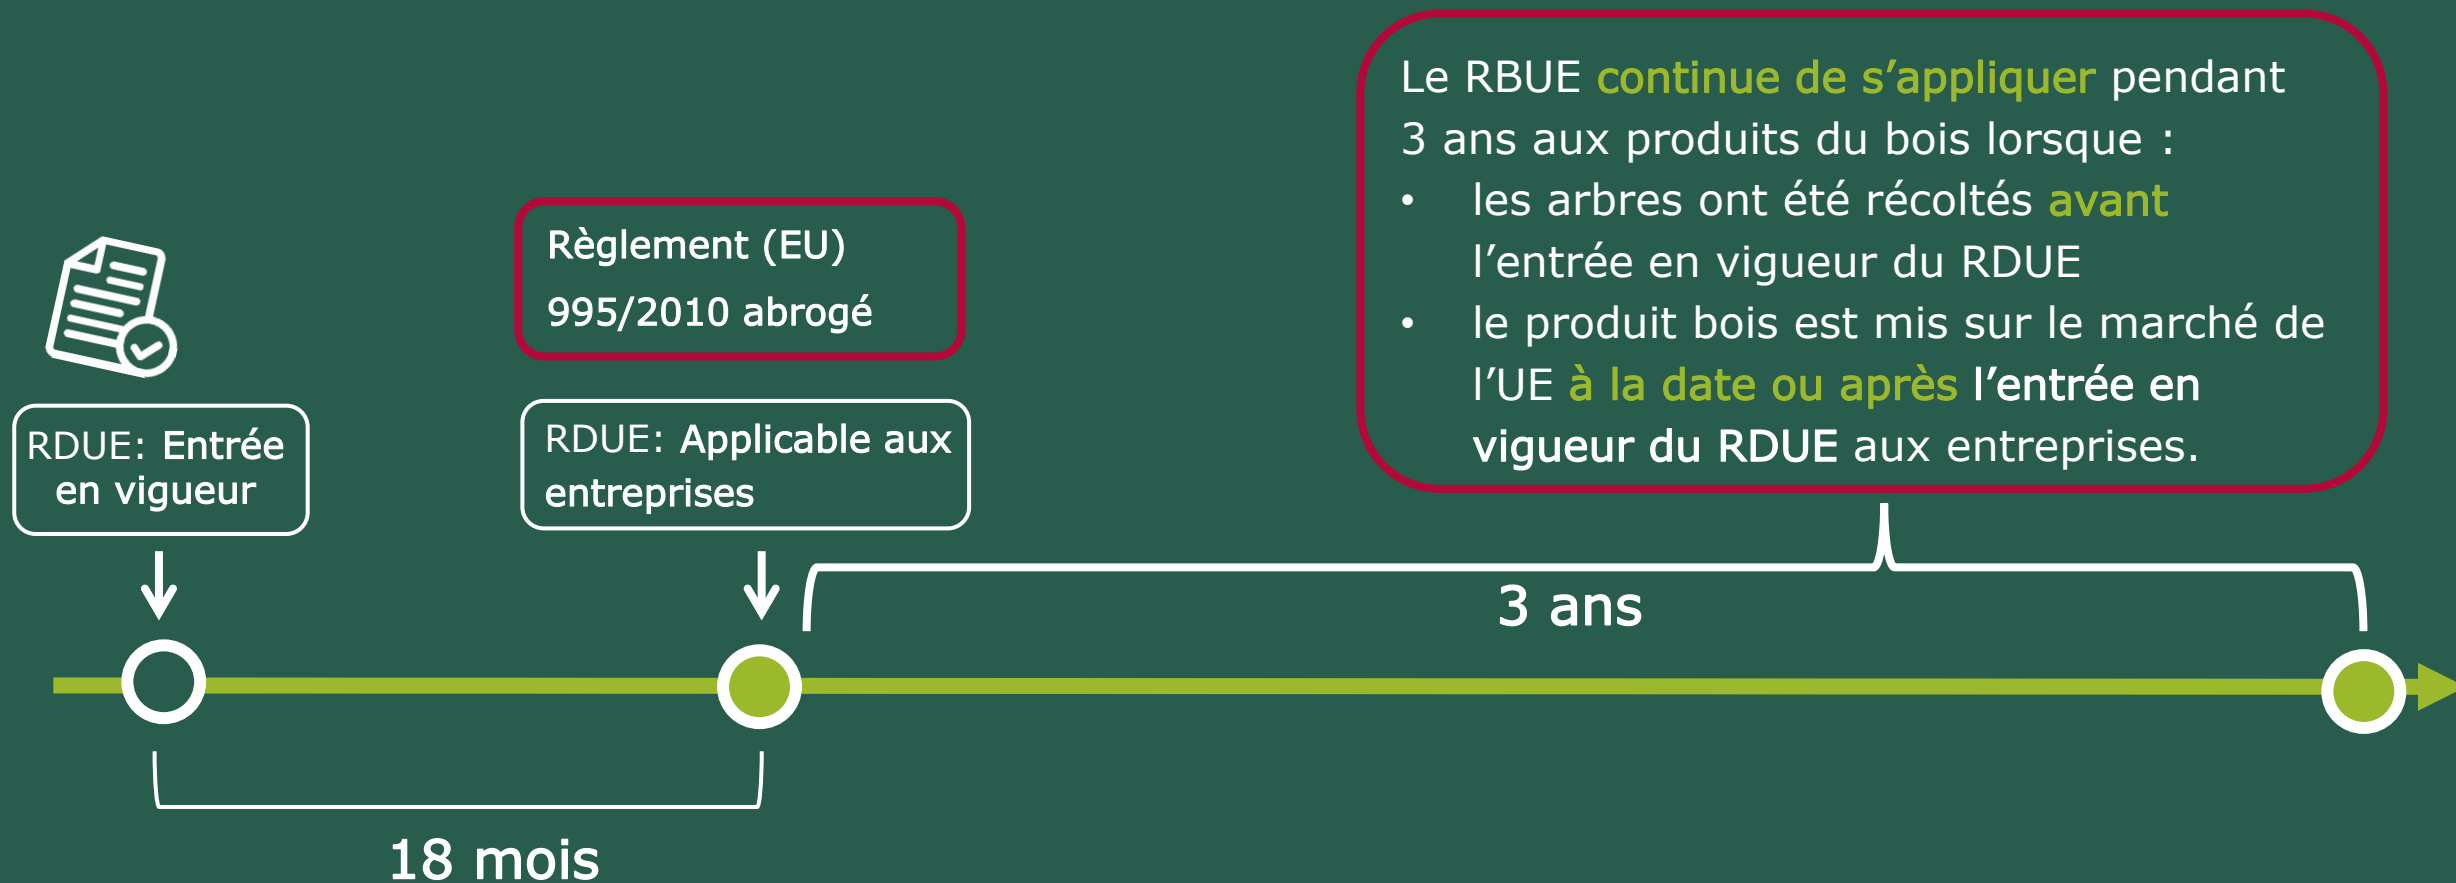 RDUE: Entrée
en vigueur
Règlement (EU)
995/2010 abrogé
RDUE: Applicable aux
entreprises
Le RBUE continue de s’appliquer pendant
3 ans aux produits du bois lorsque :
• les arbres ont été récoltés avant
l’entrée en vigueur du RDUE
• le produit bois est mis sur le marché de
l’UE à la date ou après l’entrée en
vigueur du RDUE aux entreprises.
3 ans
18 mois